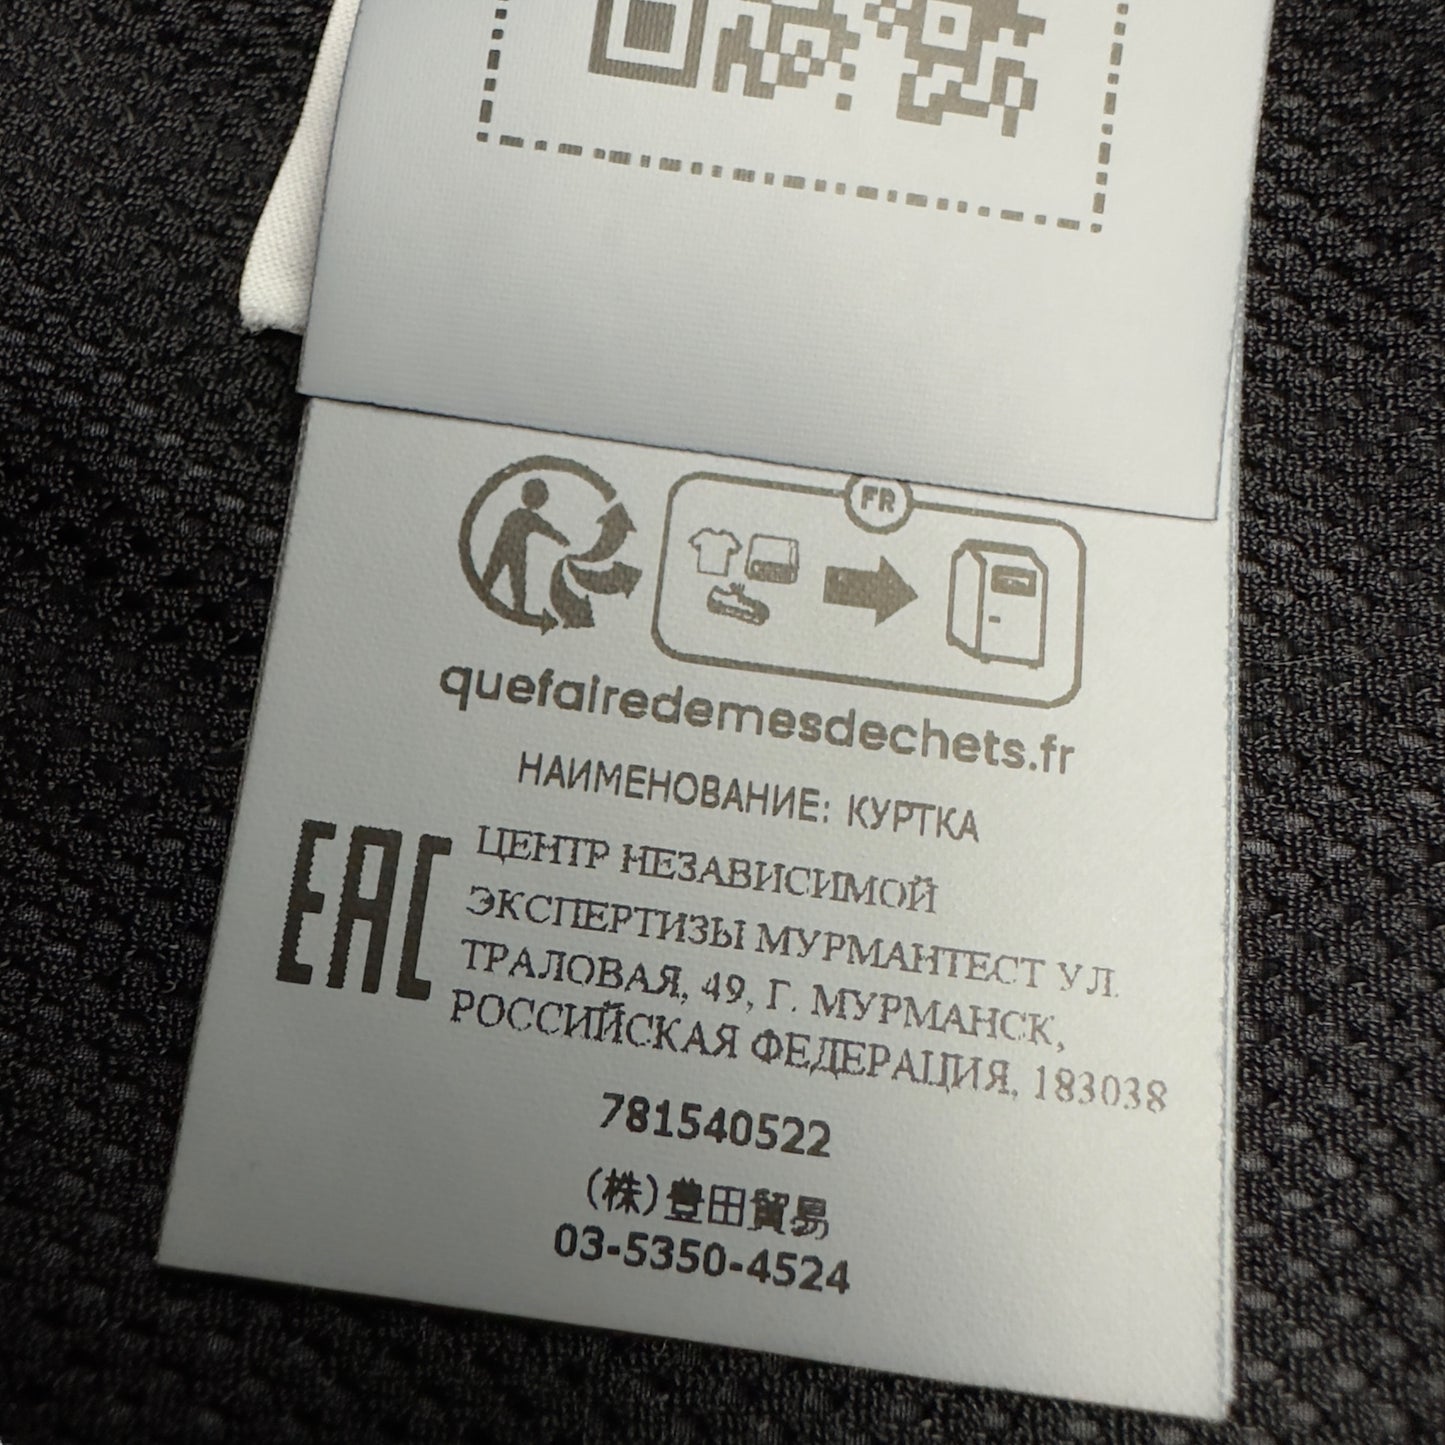 FR
quefairedemesdechets.fr
НАИМЕНОВАНИЕ: КУРТКА
EAC
ЦЕНТР НЕЗАВИСИМОЙ
ЭКСПЕРТИЗЫ МУРМАНТЕСТ УЛ.
ТРАЛОВАЯ, 49, Г. МУРМАНСК,
РОССИЙСКАЯ ФЕДЕРАЦИЯ, 183038
781540522
(株)豊田貿易
03-5350-4524